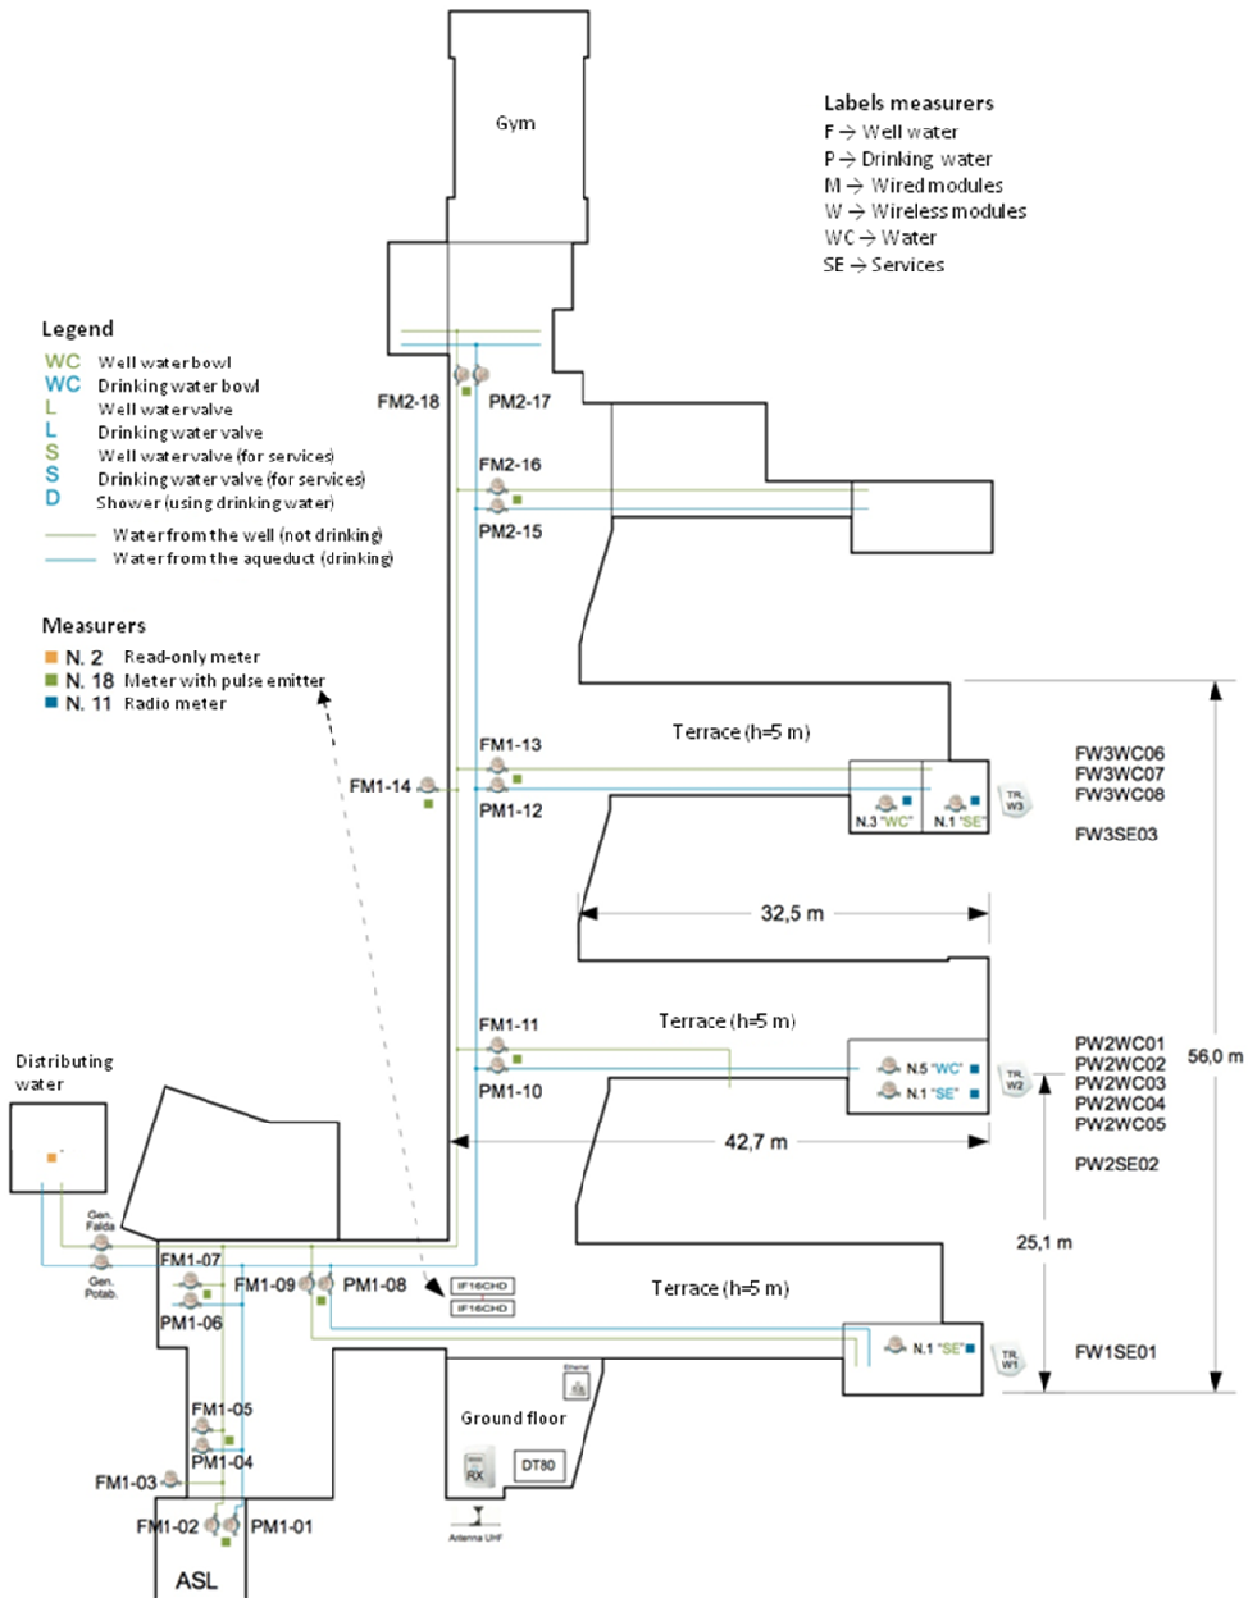 Gym
Labels measurers
F → Well water
P → Drinking water
M → Wired modules
W → Wireless modules
WC → Water
SE → Services
Legend
WC Well water bowl
WC Drinking water bowl
L Well water valve
L Drinking water valve
S Well water valve (for services)
S Drinking water valve (for services)
D Shower (using drinking water)
Water from the well (not drinking)
Water from the aqueduct (drinking)
Measurers
N. 2 Read-only meter
N. 18 Meter with pulse emitter
N. 11 Radio meter
FM2-18
PM2-17
FM2-16
PM2-15
Terrace (h=5 m)
FM1-13
FM1-14
PM1-12
N.3 "WC"
N.1 "SE"
TR.
W3
FW3WC06
FW3WC07
FW3WC08
FW3SE03
32,5 m
Terrace (h=5 m)
FM1-11
PM1-10
N.5 "WC"
N.1 "SE"
TR.
W2
PW2WC01
PW2WC02
PW2WC03
PW2WC04
PW2WC05
PW2SE02
56,0 m
42,7 m
25,1 m
Distributing
water
Gen.
Falda
Gen.
Potab.
FM1-07
PM1-06
FM1-09
PM1-08
IF16CHD
IF16CHD
Terrace (h=5 m)
N.1 "SE"
TR.
W1
FW1SE01
FM1-05
PM1-04
FM1-03
FM1-02
PM1-01
ASL
Ethernet
Ground floor
RX
DT80
Antenna UHF